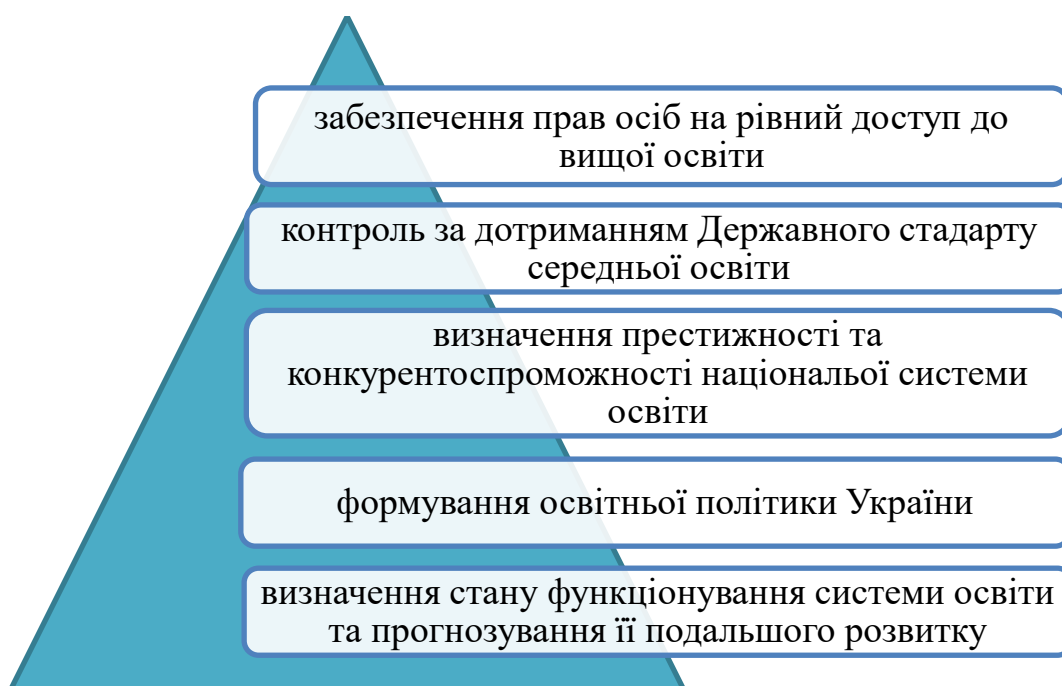 забезпечення прав осіб на рівний доступ до
вищої освіти
контроль за дотриманням Державного стадарту
середньої освіти
визначення престижності та
конкурентоспроможності національої системи
освіти
формування освітньої політики України
визначення стану функціонування системи освіти
та прогнозування її подальшого розвитку